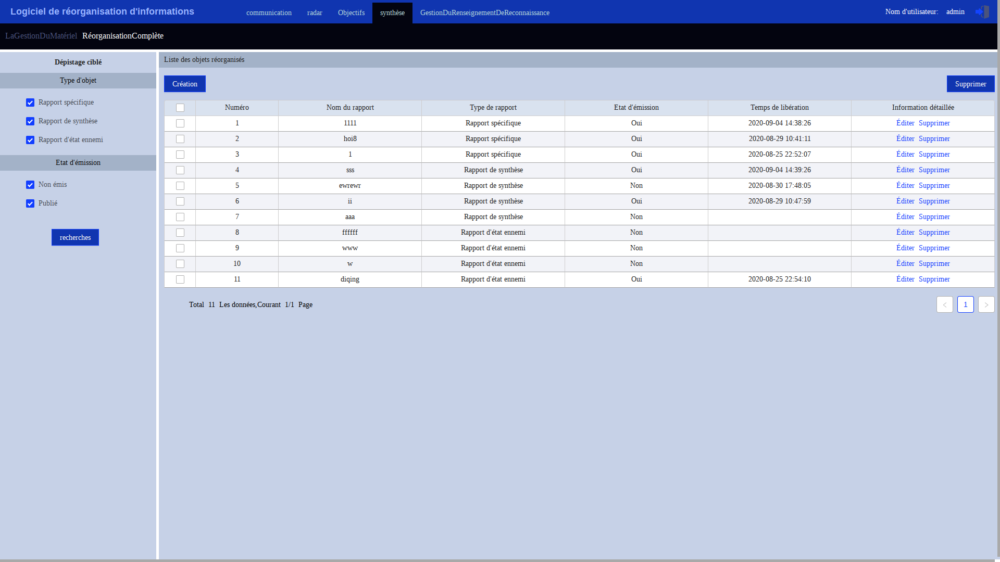 Logiciel de réorganisation d'informations communication radar Objectifs synthèse GestionDuRenseignementDeReconnaissance Nom d'utilisateur: admin
LaGestionDuMatériel RéorganisationComplète
Dépistage ciblé
Type d'objet
Rapport spécifique
Rapport de synthèse
Rapport d'état ennemi
Etat d'émission
Non émis
Publié
recherches
Liste des objets réorganisés
Création Supprimer
Numéro Nom du rapport Type de rapport Etat d'émission Temps de libération Information détaillée
1 1111 Rapport spécifique Oui 2020-09-04 14:38:26 Éditer Supprimer
2 hoi8 Rapport spécifique Oui 2020-08-29 10:41:11 Éditer Supprimer
3 1 Rapport spécifique Oui 2020-08-25 22:52:07 Éditer Supprimer
4 sss Rapport de synthèse Oui 2020-09-04 14:39:26 Éditer Supprimer
5 ewrewr Rapport de synthèse Non 2020-08-30 17:48:05 Éditer Supprimer
6 ii Rapport de synthèse Oui 2020-08-29 10:47:59 Éditer Supprimer
7 aaa Rapport de synthèse Non Éditer Supprimer
8 ffffff Rapport d'état ennemi Non Éditer Supprimer
9 www Rapport d'état ennemi Non Éditer Supprimer
10 w Rapport d'état ennemi Non Éditer Supprimer
11 diqing Rapport d'état ennemi Oui 2020-08-25 22:54:10 Éditer Supprimer
Total 11 Les données,Courant 1/1 Page < 1 >